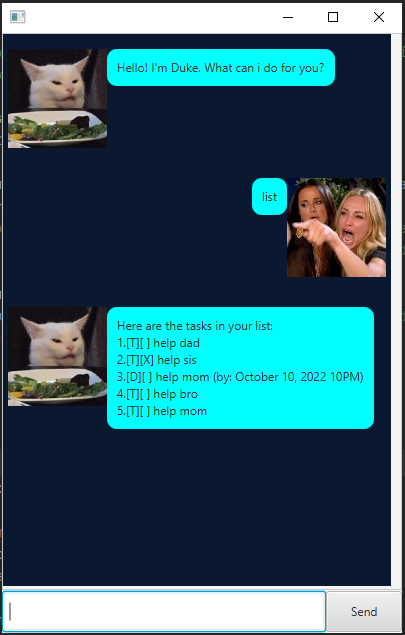 Hello! I'm Duke. What can i do for you?
list
Here are the tasks in your list:
1.[T][ ] help dad
2.[T][X] help sis
3.[D][ ] help mom (by: October 10, 2022 10PM)
4.[T][ ] help bro
5.[T][ ] help mom
Send